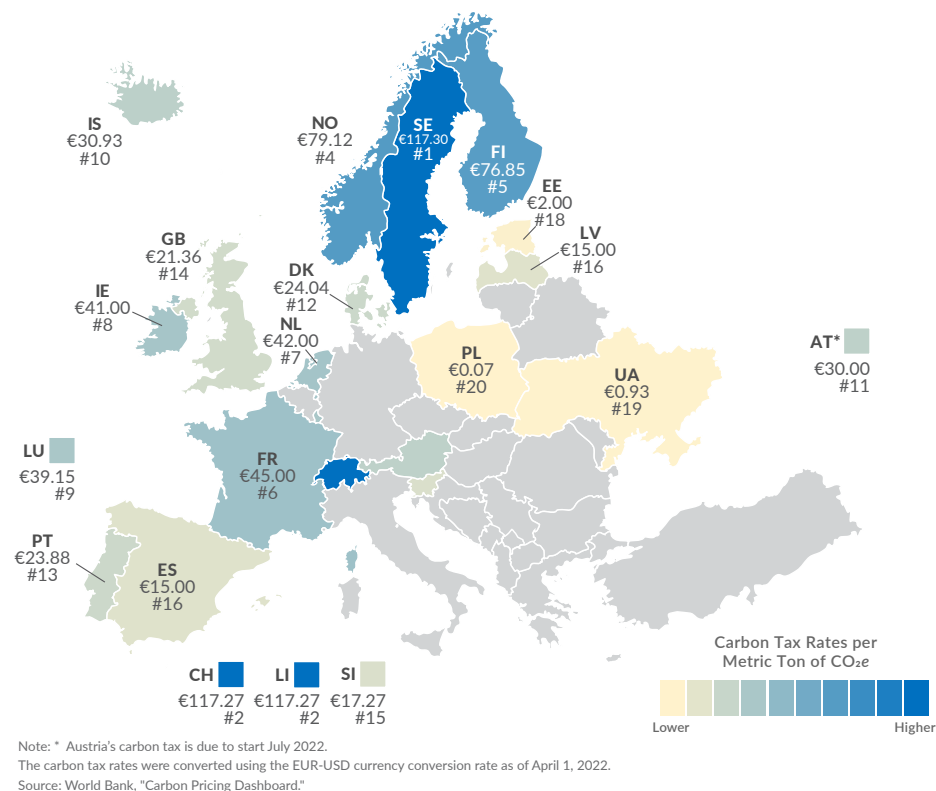 IS
€30.93
#10
NO
€79.12
#4
SE
€117.30
#1
FI
€76.85
#5
EE
€2.00
#18
LV
€15.00
#16
GB
€21.36
#14
IE
€41.00
#8
DK
€24.04
#12
NL
€42.00
#7
PL
€0.07
#20
UA
€0.93
#19
AT*
€30.00
#11
LU
€39.15
#9
FR
€45.00
#6
PT
€23.88
#13
ES
€15.00
#16
CH
€117.27
#2
LI
€117.27
#2
SI
€17.27
#15
Carbon Tax Rates per
Metric Ton of CO₂e
Lower
Higher
Note: * Austria's carbon tax is due to start July 2022.
The carbon tax rates were converted using the EUR-USD currency conversion rate as of April 1, 2022.
Source: World Bank, "Carbon Pricing Dashboard."